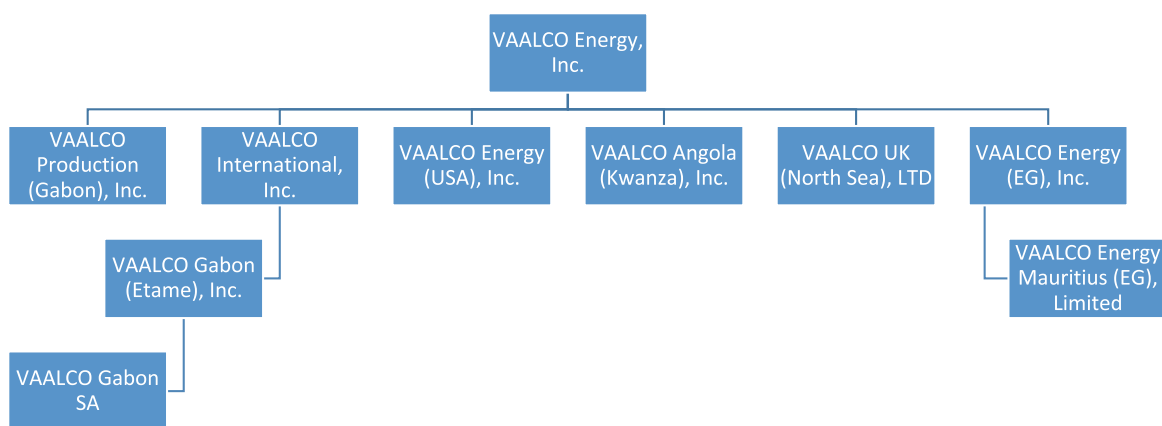 VAALCO Energy,
Inc.
VAALCO
Production
(Gabon), Inc.
VAALCO
International,
Inc.
VAALCO Energy
(USA), Inc.
VAALCO Angola
(Kwanza), Inc.
VAALCO UK
(North Sea), LTD
VAALCO Energy
(EG), Inc.
VAALCO Gabon
(Etame), Inc.
VAALCO Energy
Mauritius (EG),
Limited
VAALCO Gabon
SA